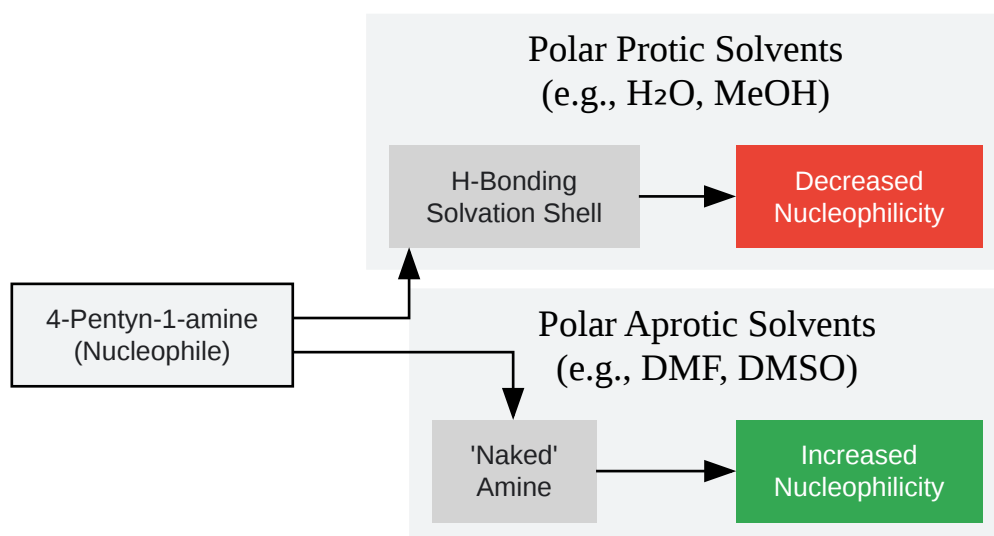 Polar Protic Solvents
(e.g., H₂O, MeOH)
H-Bonding
Solvation Shell
Decreased
Nucleophilicity
4-Pentyn-1-amine
(Nucleophile)
Polar Aprotic Solvents
(e.g., DMF, DMSO)
'Naked'
Amine
Increased
Nucleophilicity